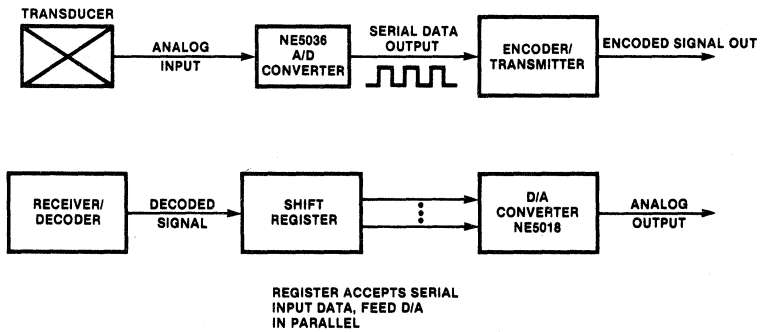 TRANSDUCER
ANALOG
INPUT
NE5036
A/D
CONVERTER
SERIAL DATA
OUTPUT
ENCODER/
TRANSMITTER
ENCODED SIGNAL OUT
RECEIVER/
DECODER
DECODED
SIGNAL
SHIFT
REGISTER
D/A
CONVERTER
NE5018
ANALOG
OUTPUT
REGISTER ACCEPTS SERIAL
INPUT DATA, FEED D/A
IN PARALLEL